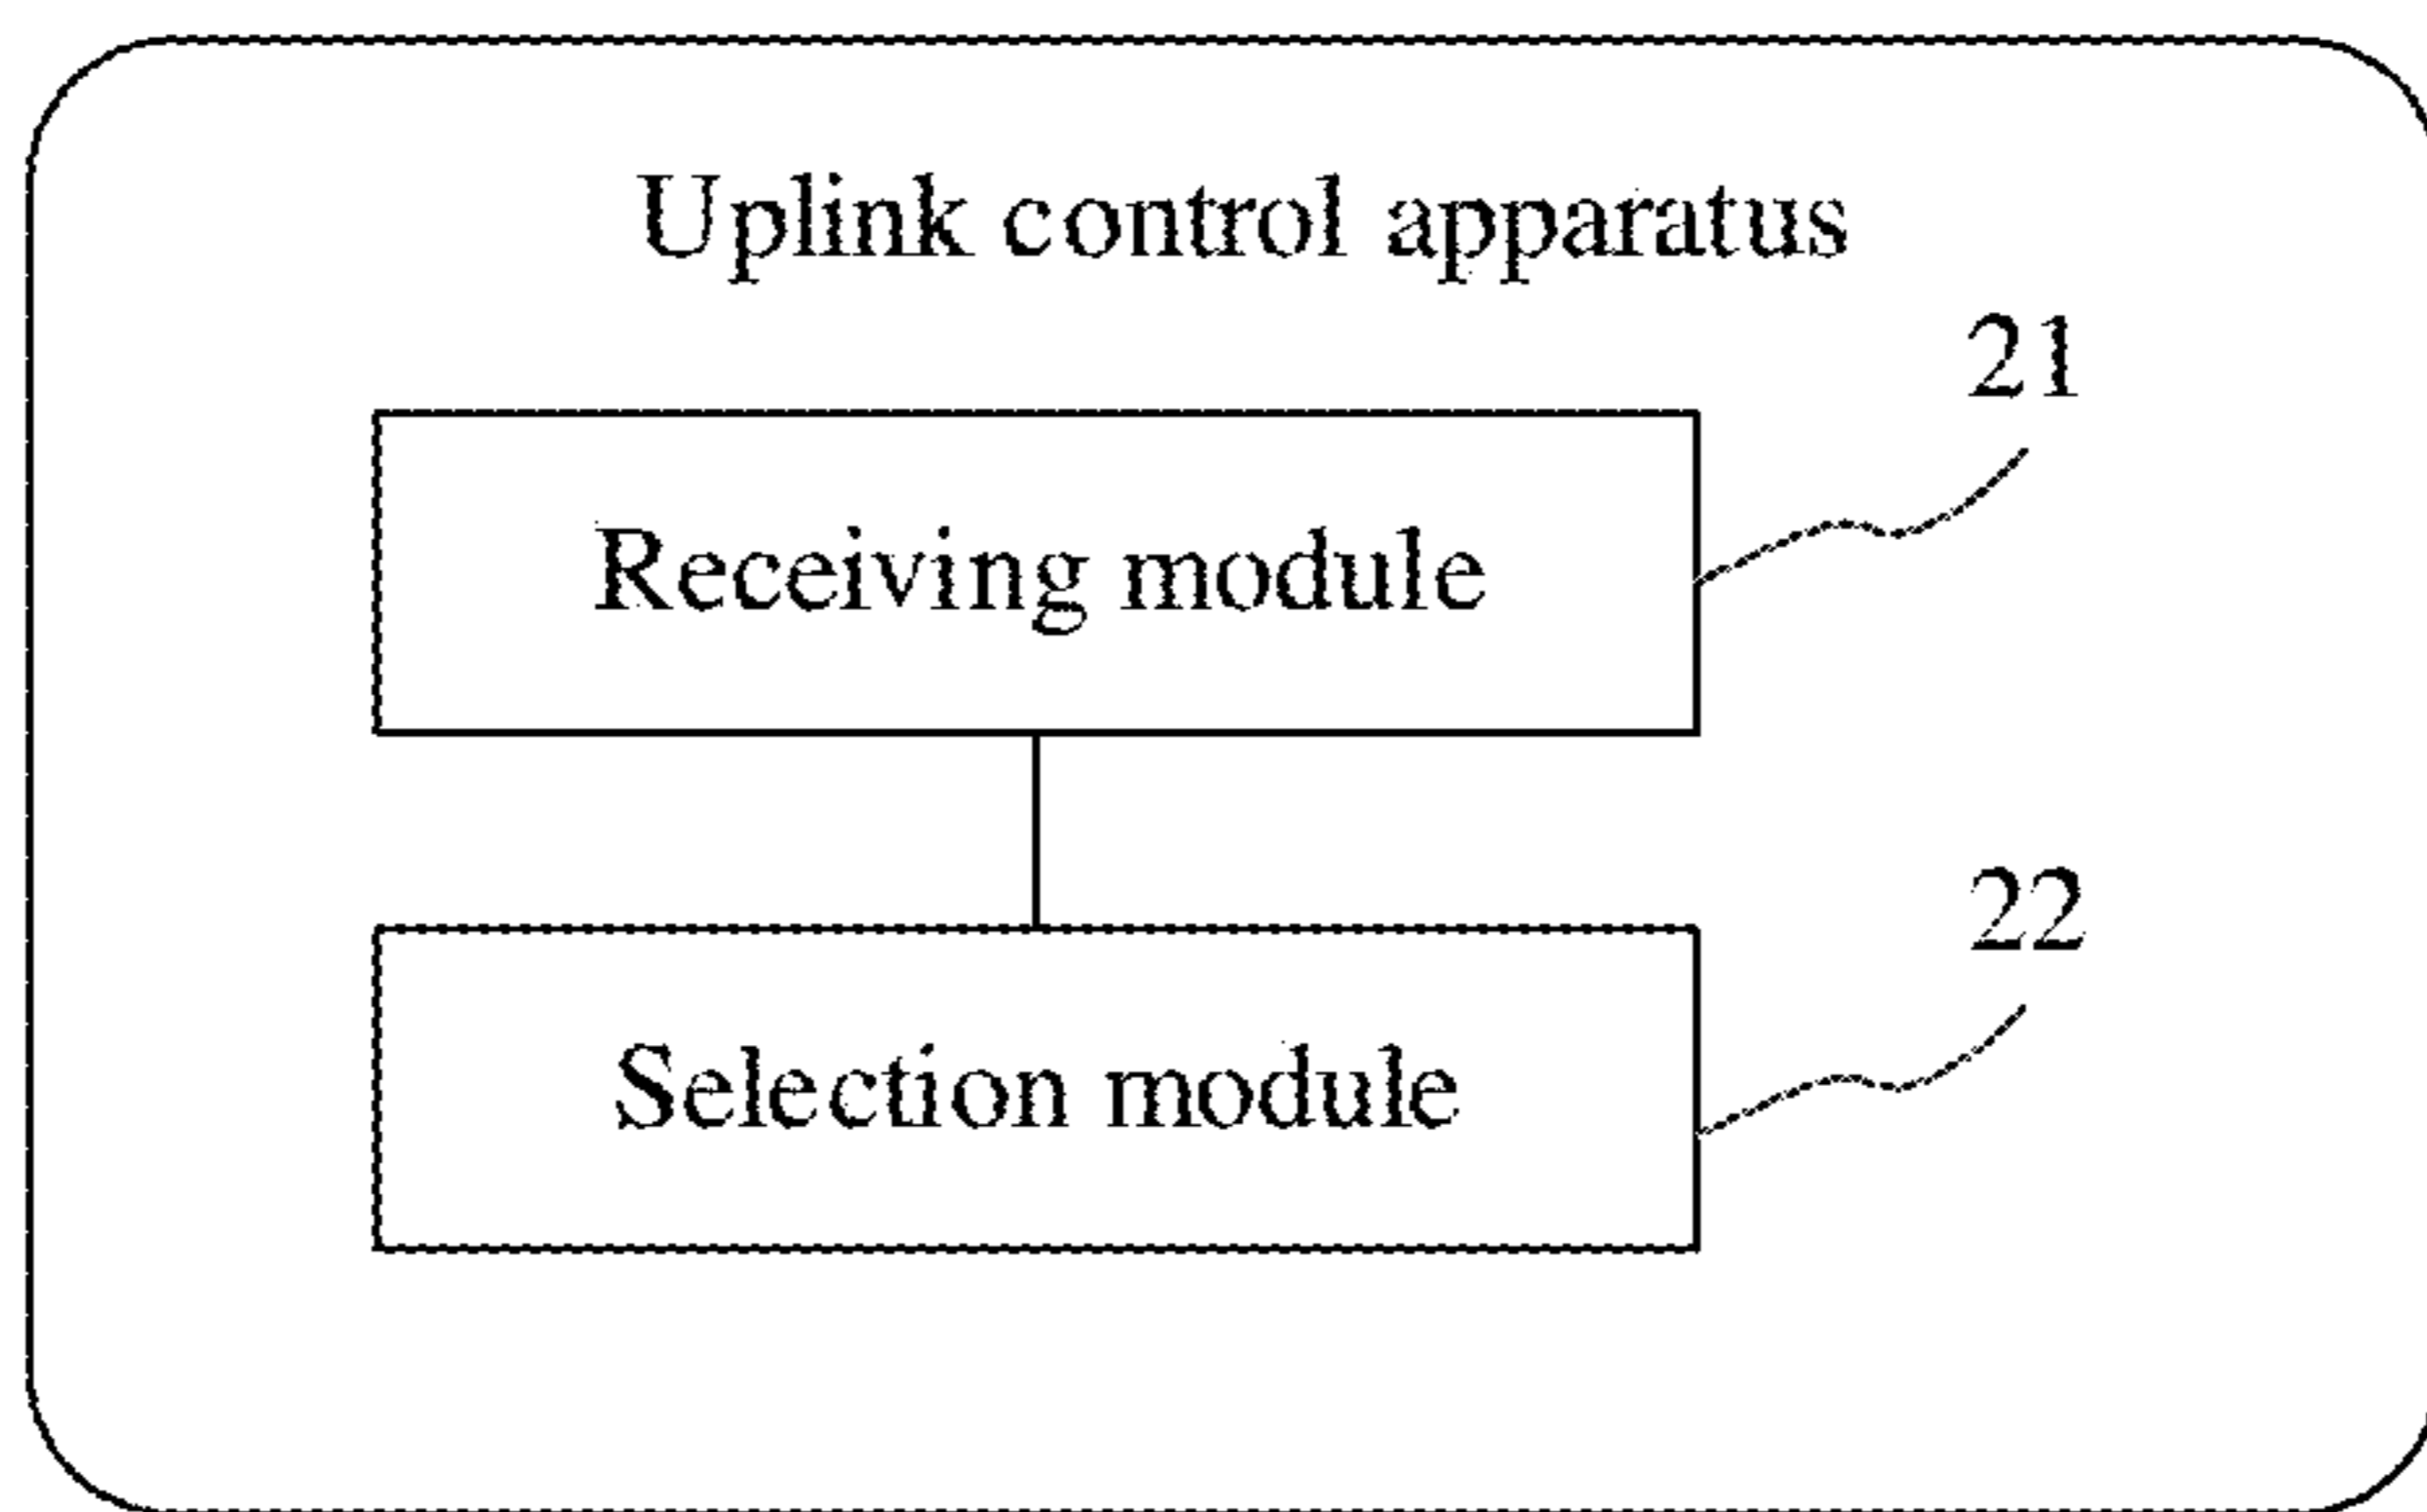 Uplink control apparatus
21
Receiving module
22
Selection module